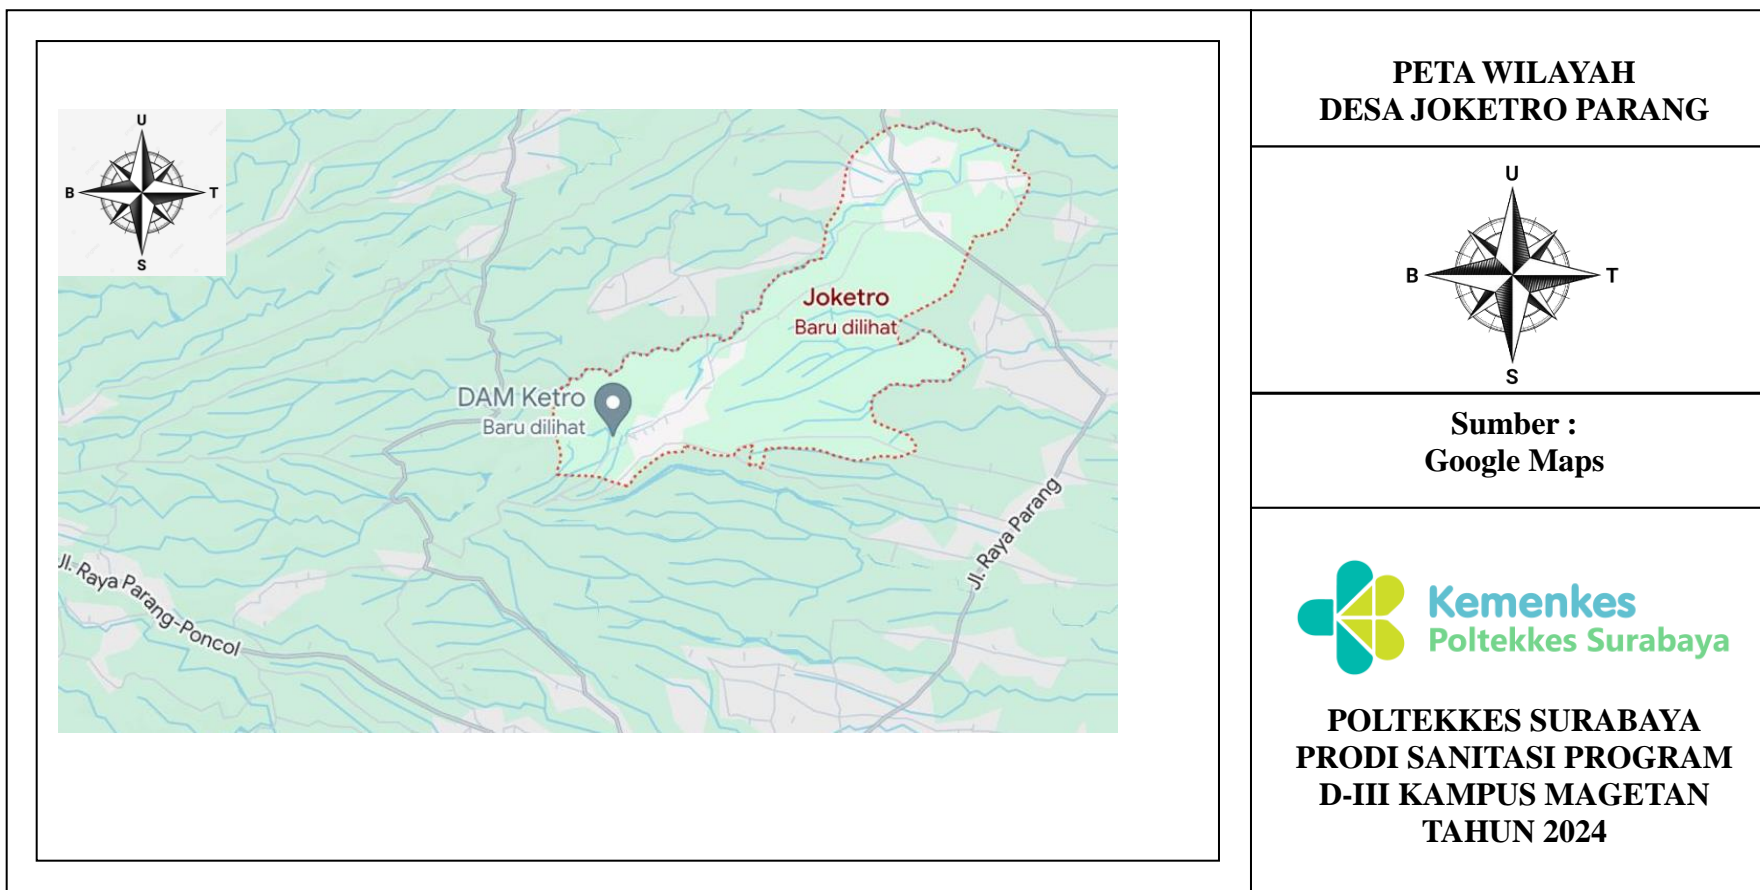 U
B
T
S
Joketro
Baru dilihat
DAM Ketro
Baru dilihat
Jl. Raya Parang
Jl. Raya Parang-Poncol
PETA WILAYAH
DESA JOKETRO PARANG
U
B
T
S
Sumber :
Google Maps
Kemenkes
Poltekkes Surabaya
POLTEKKES SURABAYA
PRODI SANITASI PROGRAM
D-III KAMPUS MAGETAN
TAHUN 2024